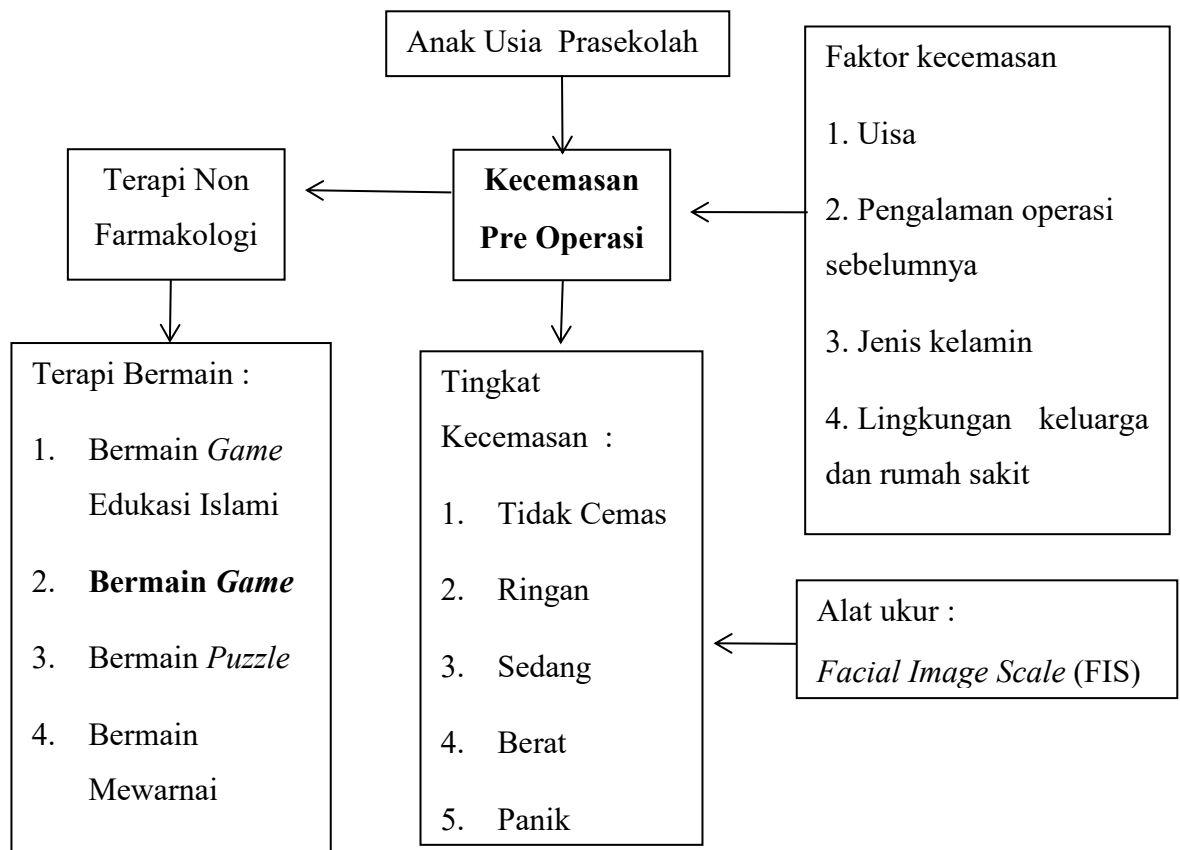 Anak Usia Prasekolah
Faktor kecemasan
1. Uisa
2. Pengalaman operasi
sebelumnya
3. Jenis kelamin
4. Lingkungan keluarga
dan rumah sakit
Terapi Non
Farmakologi
Kecemasan
Pre Operasi
Terapi Bermain :
1. Bermain Game
Edukasi Islami
2. Bermain Game
3. Bermain Puzzle
4. Bermain
Mewarnai
Tingkat
Kecemasan :
1. Tidak Cemas
2. Ringan
3. Sedang
4. Berat
5. Panik
Alat ukur :
Facial Image Scale (FIS)